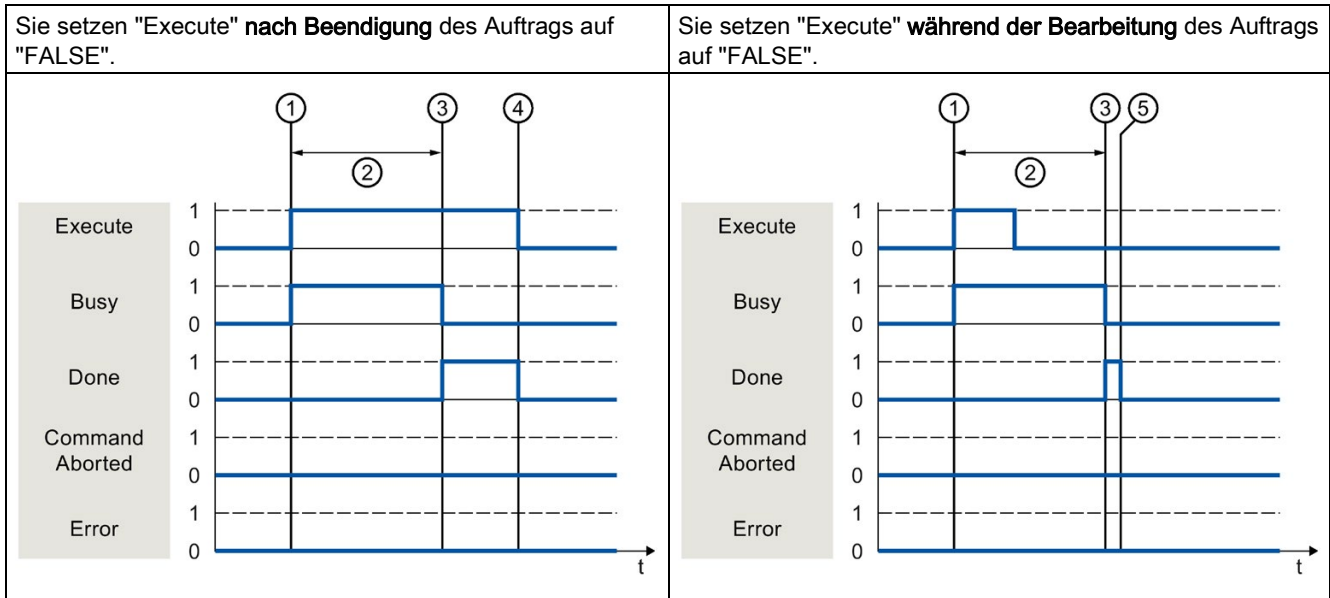 Sie setzen "Execute" nach Beendigung des Auftrags auf
"FALSE".
Sie setzen "Execute" während der Bearbeitung des Auftrags
auf "FALSE".
① ③ ④
②
Execute 1
0
Busy 1
0
Done 1
0
Command
Aborted 1
0
Error 1
0
t
① ③ ⑤
②
Execute 1
0
Busy 1
0
Done 1
0
Command
Aborted 1
0
Error 1
0
t